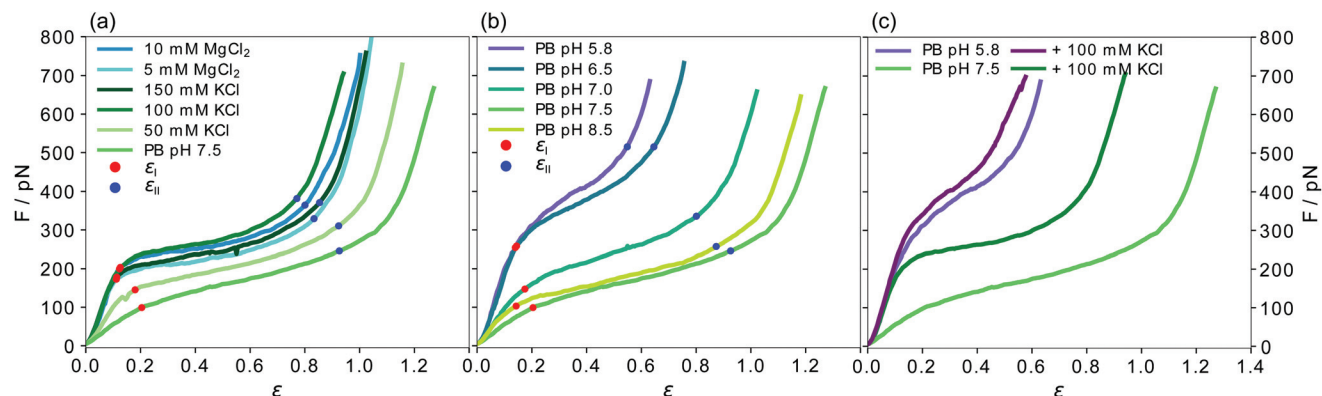 (a)
800
700
600
500
400
300
200
100
0
F / pN
10 mM MgCl₂
5 mM MgCl₂
150 mM KCl
100 mM KCl
50 mM KCl
PB pH 7.5
εI
εII
0.0 0.2 0.4 0.6 0.8 1.0 1.2
ε
(b)
PB pH 5.8
PB pH 6.5
PB pH 7.0
PB pH 7.5
PB pH 8.5
εI
εII
0.0 0.2 0.4 0.6 0.8 1.0 1.2
ε
(c)
PB pH 5.8 + 100 mM KCl
PB pH 7.5 + 100 mM KCl
800
700
600
500
400
300
200
100
0
F / pN
0.0 0.2 0.4 0.6 0.8 1.0 1.2 1.4
ε